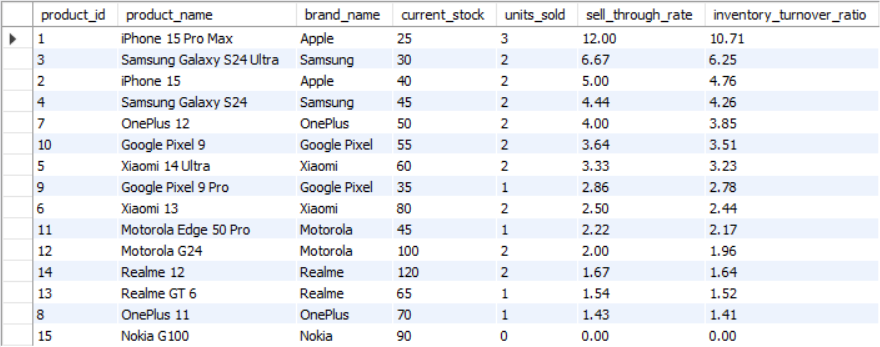 product_id product_name brand_name current_stock units_sold sell_through_rate inventory_turnover_ratio
1 iPhone 15 Pro Max Apple 25 3 12.00 10.71
3 Samsung Galaxy S24 Ultra Samsung 30 2 6.67 6.25
2 iPhone 15 Apple 40 2 5.00 4.76
4 Samsung Galaxy S24 Samsung 45 2 4.44 4.26
7 OnePlus 12 OnePlus 50 2 4.00 3.85
10 Google Pixel 9 Google Pixel 55 2 3.64 3.51
5 Xiaomi 14 Ultra Xiaomi 60 2 3.33 3.23
9 Google Pixel 9 Pro Google Pixel 35 1 2.86 2.78
6 Xiaomi 13 Xiaomi 80 2 2.50 2.44
11 Motorola Edge 50 Pro Motorola 45 1 2.22 2.17
12 Motorola G24 Motorola 100 2 2.00 1.96
14 Realme 12 Realme 120 2 1.67 1.64
13 Realme GT 6 Realme 65 1 1.54 1.52
8 OnePlus 11 OnePlus 70 1 1.43 1.41
15 Nokia G100 Nokia 90 0 0.00 0.00